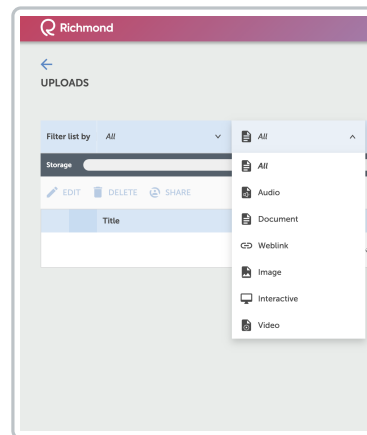 Richmond
UPLOADS
Filter list by All All
Storage All
EDIT DELETE SHARE Audio
Title Document
Weblink
Image
Interactive
Video